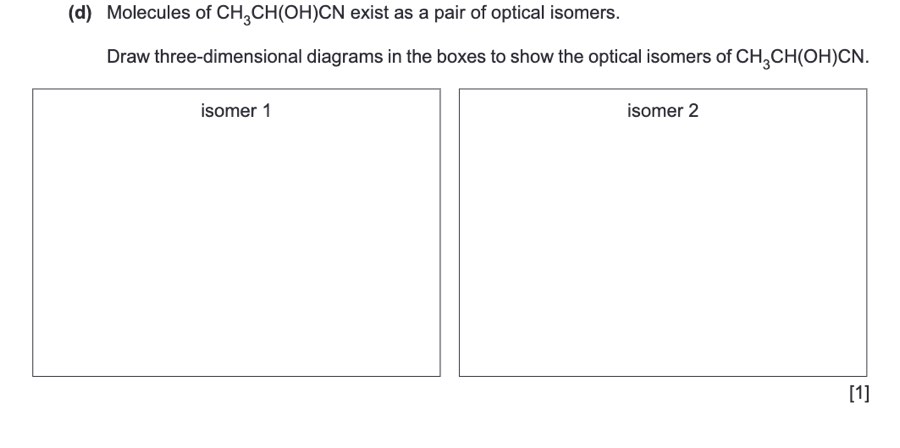 (d) Molecules of CH₃CH(OH)CN exist as a pair of optical isomers.
Draw three-dimensional diagrams in the boxes to show the optical isomers of CH₃CH(OH)CN.
isomer 1
isomer 2
[1]